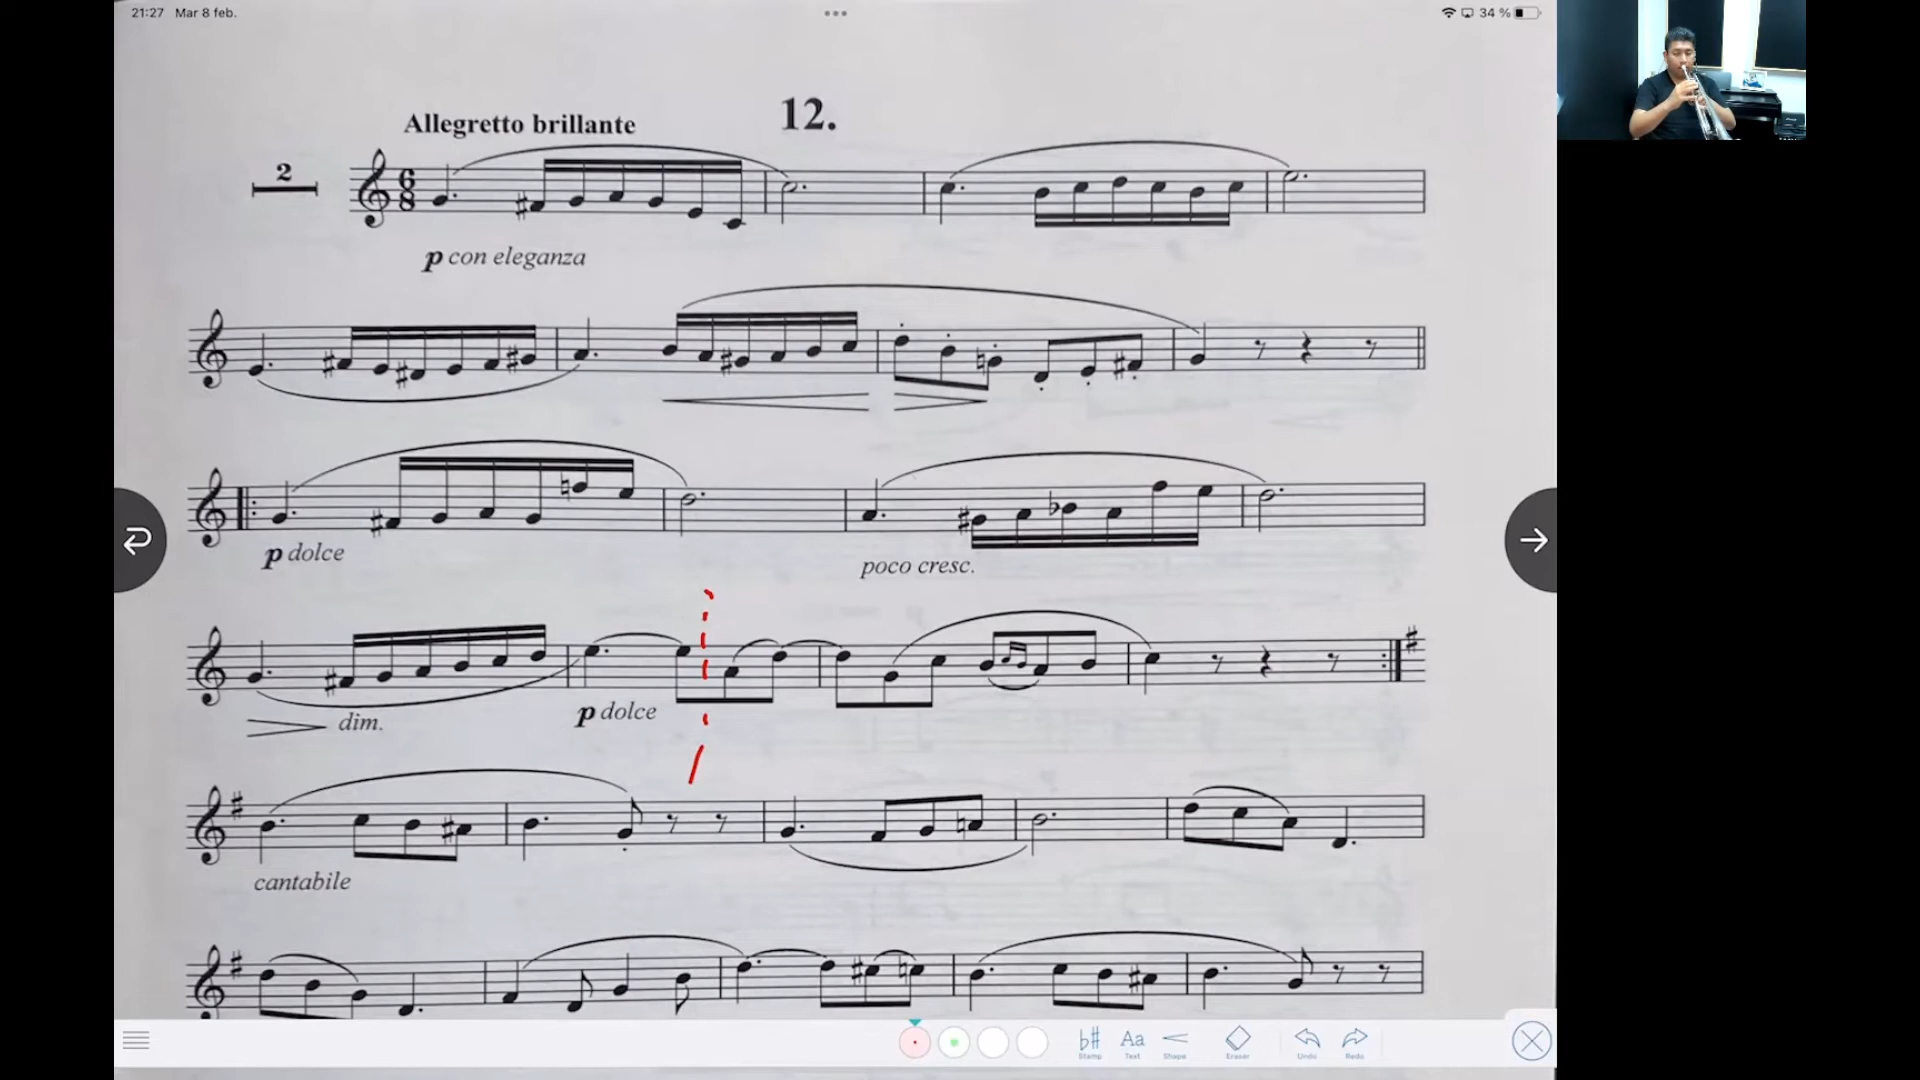 21:27 Mar 8 feb.
34 %
Allegretto brillante 12.
2
6
8
p con eleganza
p dolce
poco cresc.
dim. p dolce
cantabile
Stamp Text Shape Eraser Undo Redo
Aa